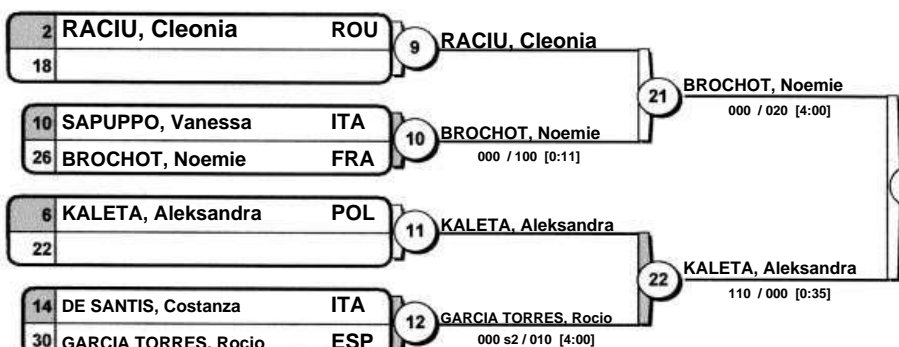 2 RACIU, Cleonia ROU
18
9
RACIU, Cleonia
10 SAPUPPO, Vanessa ITA
26 BROCHOT, Noemie FRA
10
BROCHOT, Noemie
000 / 100 [0:11]
21
BROCHOT, Noemie
000 / 020 [4:00]
6 KALETA, Aleksandra POL
22
11
KALETA, Aleksandra
14 DE SANTIS, Costanza ITA
30 GARCIA TORRES, Rocio ESP
12
GARCIA TORRES, Rocio
000 s2 / 010 [4:00]
22
KALETA, Aleksandra
110 / 000 [0:35]